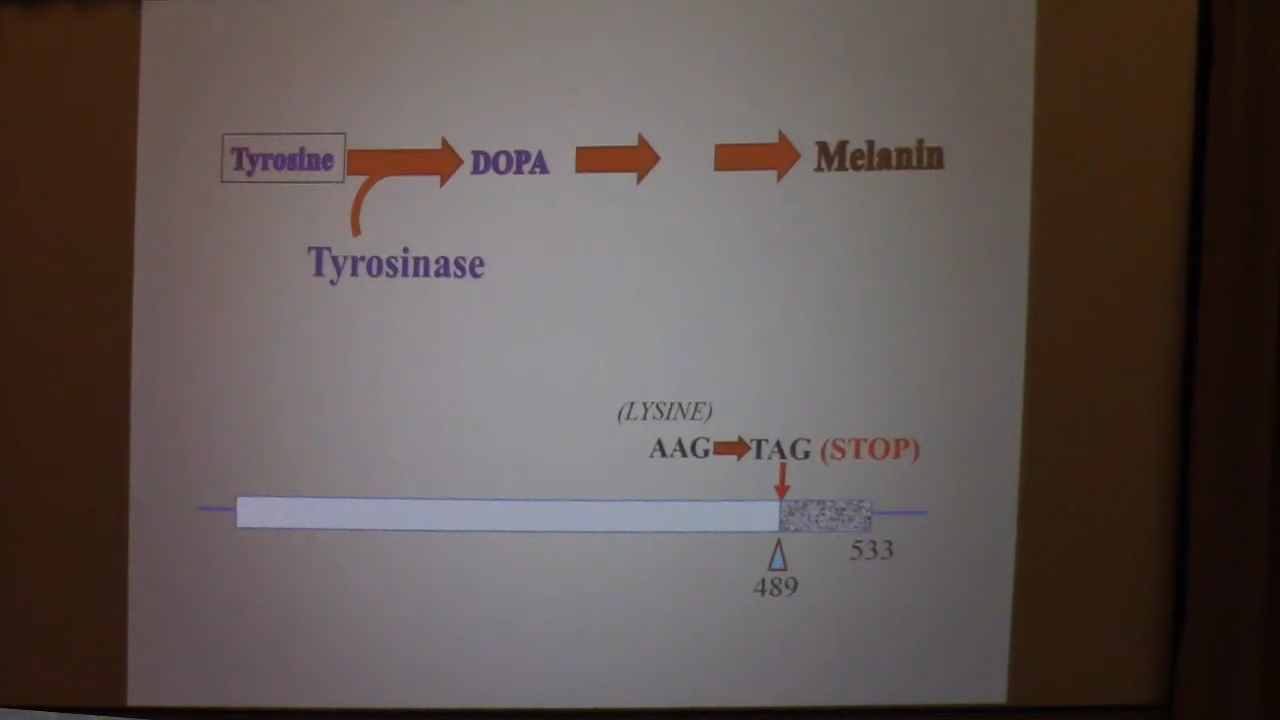 Tyrosine DOPA Melanin
Tyrosinase
(LYSINE)
AAG TAG (STOP)
533
489